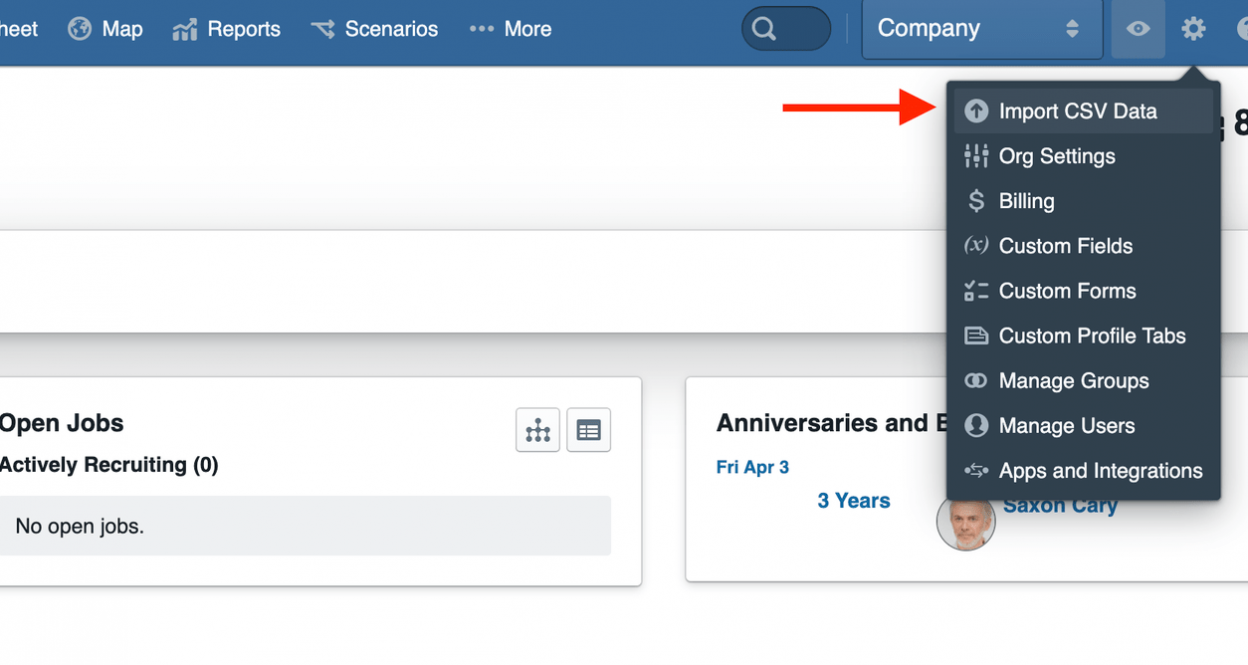 Map
Reports
Scenarios
More
Company
Import CSV Data
Org Settings
Billing
Custom Fields
Custom Forms
Custom Profile Tabs
Manage Groups
Manage Users
Apps and Integrations
8
Open Jobs
Actively Recruiting (0)
No open jobs.
Anniversaries and
Fri Apr 3
3 Years
Saxon Cary